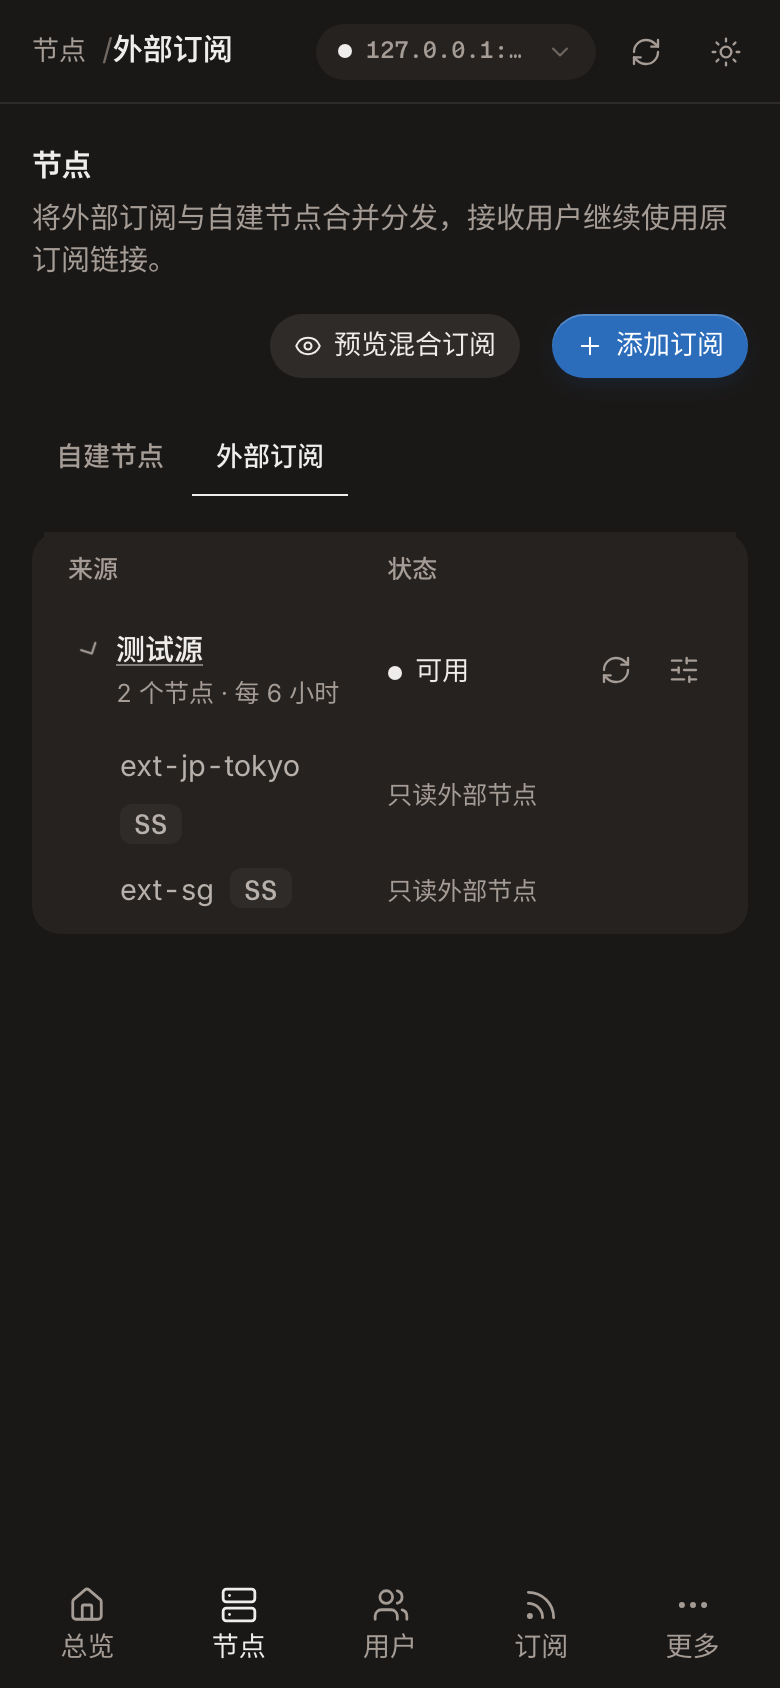 节点 /外部订阅
127.0.0.1:…
节点
将外部订阅与自建节点合并分发，接收用户继续使用原
订阅链接。
预览混合订阅
添加订阅
自建节点
外部订阅
来源
状态
测试源
2 个节点 · 每 6 小时
可用
ext-jp-tokyo
SS
只读外部节点
ext-sg SS
只读外部节点
总览
节点
用户
订阅
更多